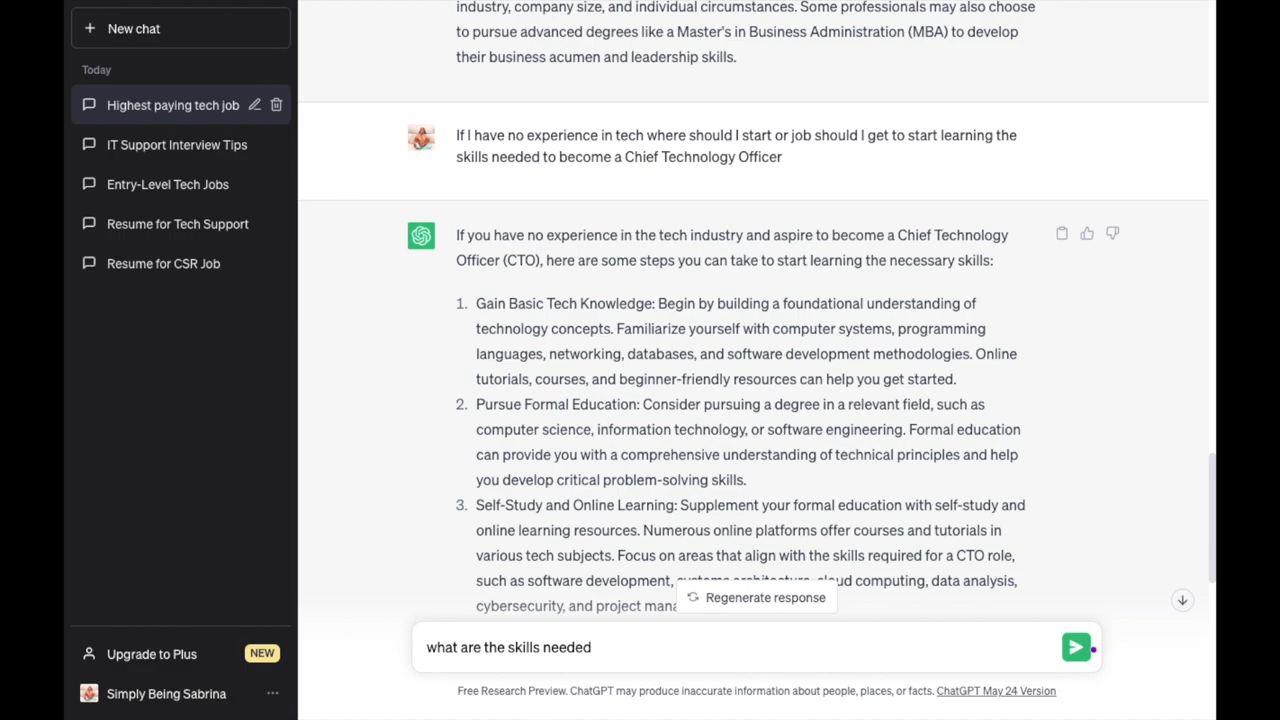 New chat
Today
Highest paying tech job
IT Support Interview Tips
Entry-Level Tech Jobs
Resume for Tech Support
Resume for CSR Job
Upgrade to Plus NEW
Simply Being Sabrina
industry, company size, and individual circumstances. Some professionals may also choose
to pursue advanced degrees like a Master's in Business Administration (MBA) to develop
their business acumen and leadership skills.
If I have no experience in tech where should I start or job should I get to start learning the
skills needed to become a Chief Technology Officer
If you have no experience in the tech industry and aspire to become a Chief Technology
Officer (CTO), here are some steps you can take to start learning the necessary skills:
1. Gain Basic Tech Knowledge: Begin by building a foundational understanding of
technology concepts. Familiarize yourself with computer systems, programming
languages, networking, databases, and software development methodologies. Online
tutorials, courses, and beginner-friendly resources can help you get started.
2. Pursue Formal Education: Consider pursuing a degree in a relevant field, such as
computer science, information technology, or software engineering. Formal education
can provide you with a comprehensive understanding of technical principles and help
you develop critical problem-solving skills.
3. Self-Study and Online Learning: Supplement your formal education with self-study and
online learning resources. Numerous online platforms offer courses and tutorials in
various tech subjects. Focus on areas that align with the skills required for a CTO role,
such as software development, systems architecture, cloud computing, data analysis,
cybersecurity, and project
Regenerate response
what are the skills needed
Free Research Preview. ChatGPT may produce inaccurate information about people, places, or facts. ChatGPT May 24 Version